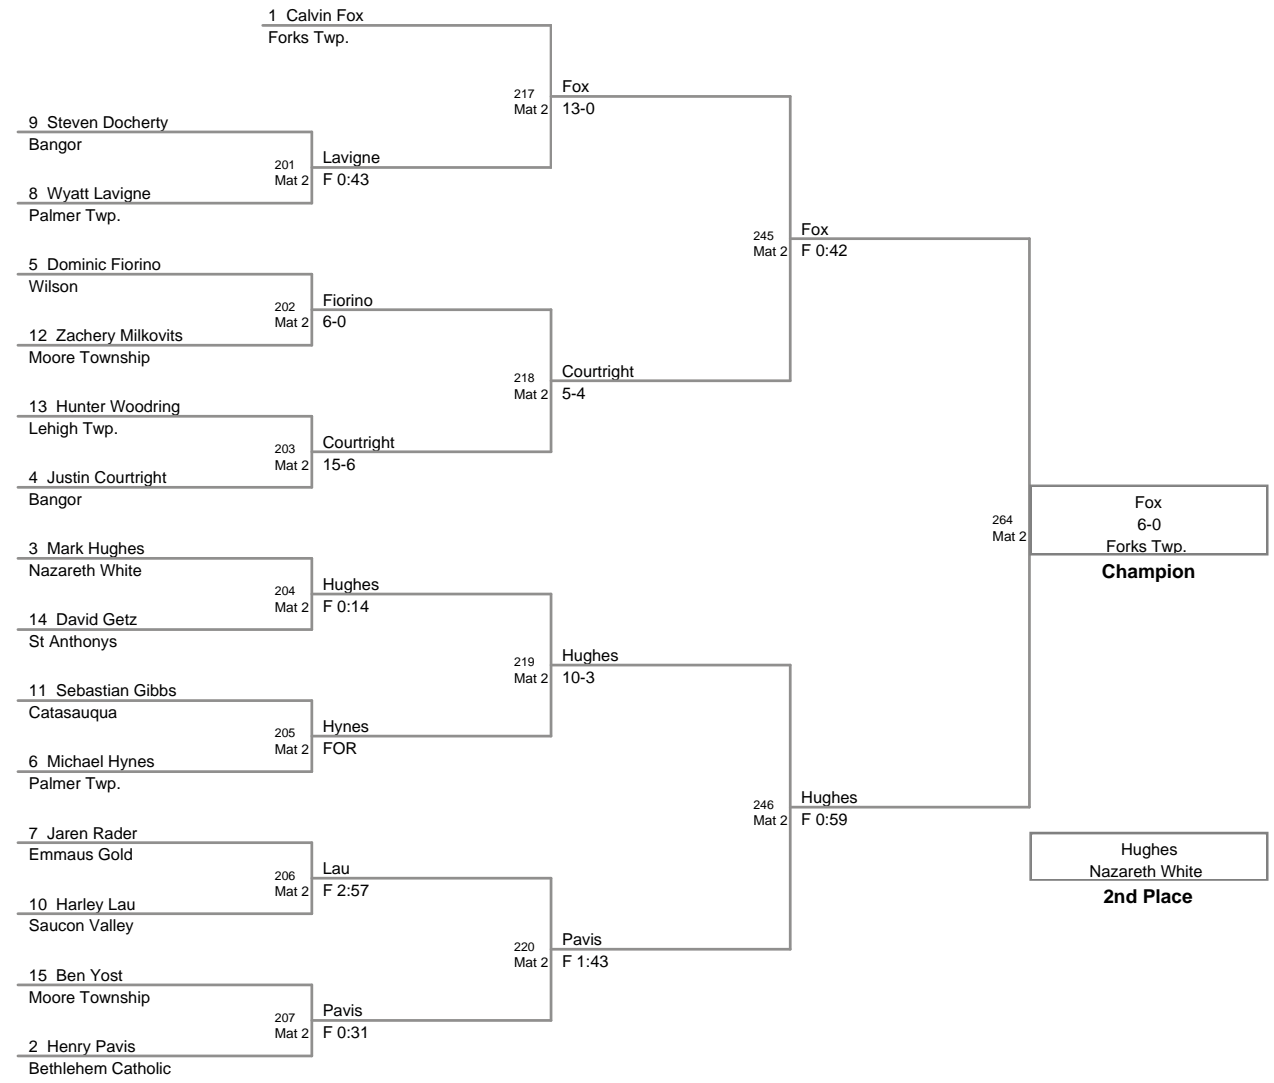 1 Calvin Fox
Forks Twp.
217
Mat 2
Fox
13-0
9 Steven Docherty
Bangor
201
Mat 2
Lavigne
F 0:43
8 Wyatt Lavigne
Palmer Twp.
245
Mat 2
Fox
F 0:42
5 Dominic Fiorino
Wilson
202
Mat 2
Fiorino
6-0
12 Zachery Milkovits
Moore Township
218
Mat 2
Courtright
5-4
13 Hunter Woodring
Lehigh Twp.
203
Mat 2
Courtright
15-6
4 Justin Courtright
Bangor
264
Mat 2
Fox
6-0
Forks Twp.
Champion
3 Mark Hughes
Nazareth White
204
Mat 2
Hughes
F 0:14
14 David Getz
St Anthonys
219
Mat 2
Hughes
10-3
11 Sebastian Gibbs
Catasauqua
205
Mat 2
Hynes
FOR
6 Michael Hynes
Palmer Twp.
246
Mat 2
Hughes
F 0:59
7 Jaren Rader
Emmaus Gold
206
Mat 2
Lau
F 2:57
10 Harley Lau
Saucon Valley
Hughes
Nazareth White
2nd Place
220
Mat 2
Pavis
F 1:43
15 Ben Yost
Moore Township
207
Mat 2
Pavis
F 0:31
2 Henry Pavis
Bethlehem Catholic